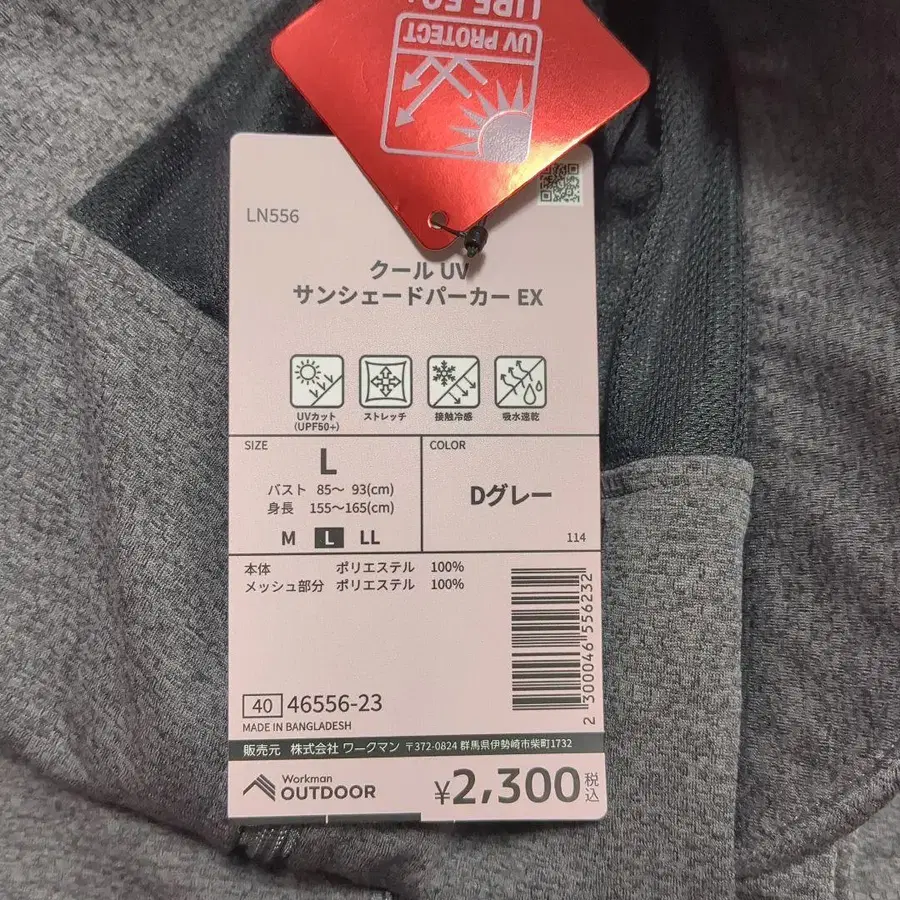 UPF 50+
UV PROTECT
LN556
クール UV
サンシェードパーカー EX
UVカット
(UPF50+)
ストレッチ
接触冷感
吸水速乾
SIZE
L
バスト 85〜 93(cm)
身長 155〜165(cm)
M L LL
COLOR
Dグレー
114
本体 ポリエステル 100%
メッシュ部分 ポリエステル 100%
2 300046 556232
40 46556-23
MADE IN BANGLADESH
販売元 株式会社 ワークマン 〒372-0824 群馬県伊勢崎市柴町1732
Workman
OUTDOOR
¥2,300税込